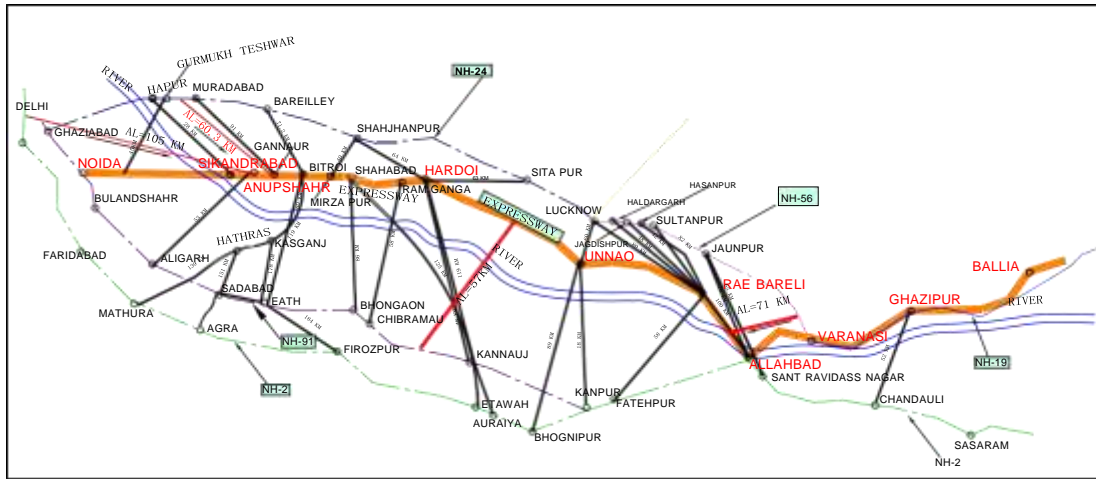 GURMUKH TESHWAR
NH-24
RIVER
HAPUR
MURADABAD
BAREILLEY
DELHI
GHAZIABAD
AL=105 KM
AL=60.3 KM
GANNAUR
SHAHJHANPUR
NOIDA
SIKANDRABAD
ANUPSHAHR
BITROI
SHAHABAD
HARDOI
SITA PUR
EXPRESSWAY
RAM GANGA
MIRZA PUR
BULANDSHAHR
HASANPUR
HALDARGARH
NH-56
LUCKNOW
SULTANPUR
EXPRESSWAY
HATHRAS
KASGANJ
JAGDISHPUR
JAUNPUR
UNNAO
RIVER
FARIDABAD
ALIGARH
BALLIA
RAE BARELI
SADABAD
EATH
MATHURA
BHONGAON
AL=57KM
AL=71 KM
GHAZIPUR
RIVER
CHIBRAMAU
AGRA
VARANASI
NH-91
FIROZPUR
KANNAUJ
ALLAHBAD
NH-19
SANT RAVIDASS NAGAR
NH-2
KANPUR
FATEHPUR
ETAWAH
AURAIYA
CHANDAULI
BHOGNIPUR
SASARAM
NH-2